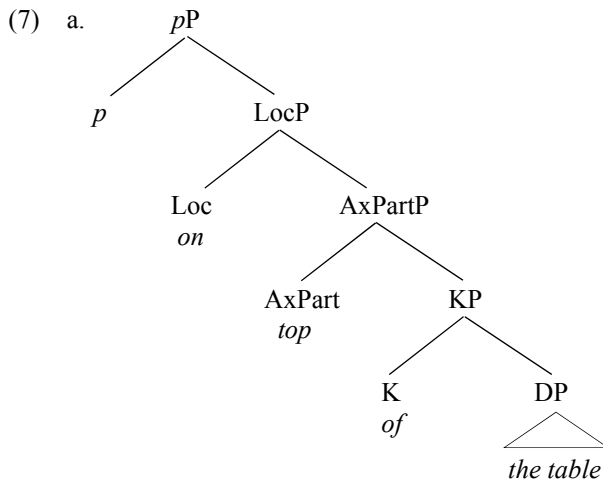 (7) a. pP
p LocP
Loc AxPartP
on
AxPart KP
top
K DP
of
the table